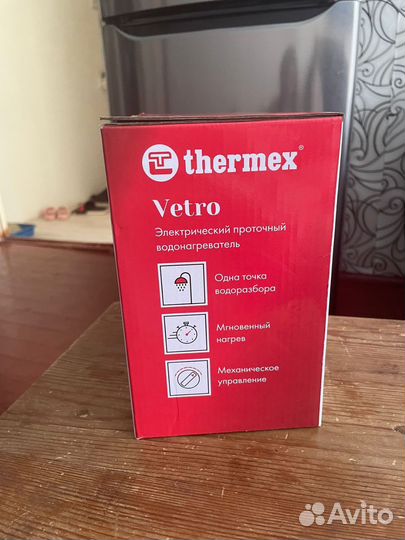 thermex®
Vetro
Электрический проточный
водонагреватель
Одна точка
водоразбора
Мгновенный
нагрев
Механическое
управление
Avito